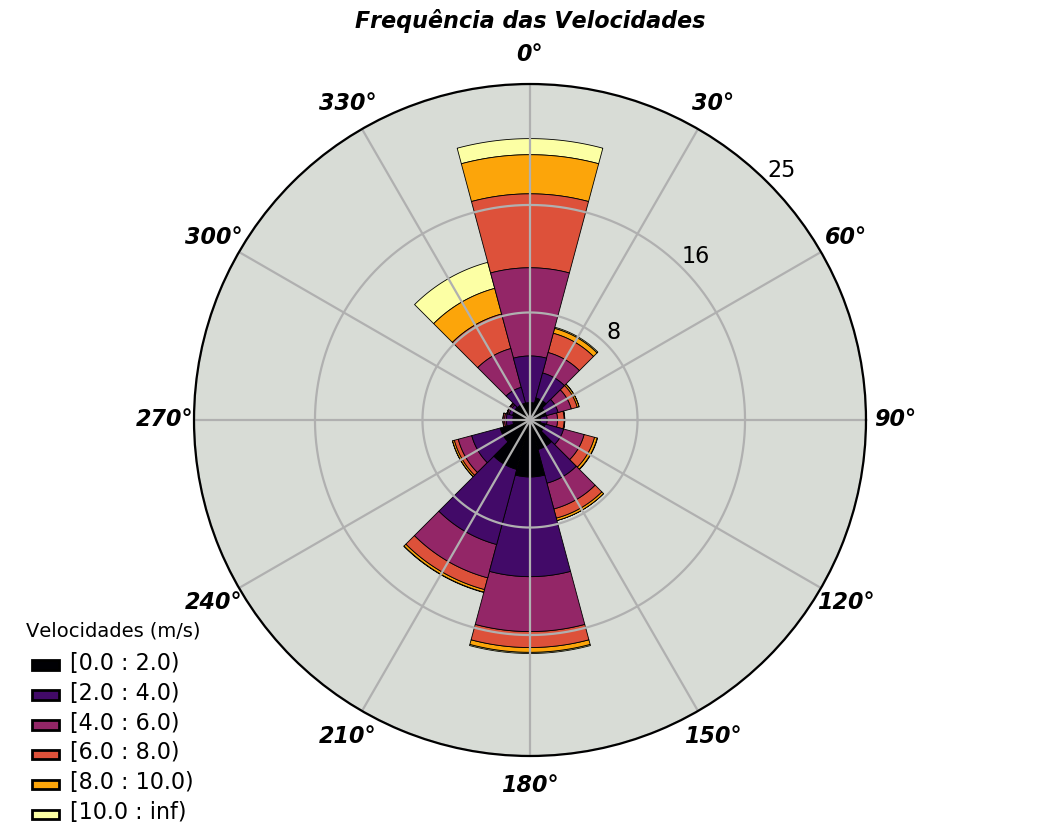 Frequência das Velocidades
0°
330°
30°
25
300°
60°
16
8
270°
90°
240°
120°
210°
150°
180°
Velocidades (m/s)
[0.0 : 2.0)
[2.0 : 4.0)
[4.0 : 6.0)
[6.0 : 8.0)
[8.0 : 10.0)
[10.0 : inf)